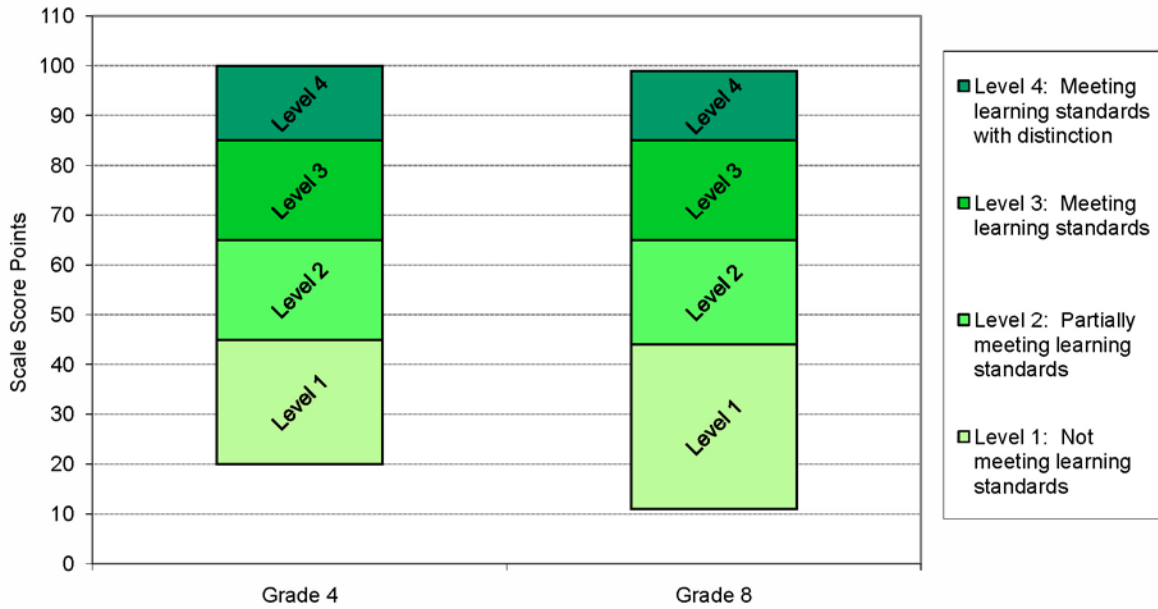 110
100
90
80
70
60
50
40
30
20
10
0
Scale Score Points
Level 4
Level 3
Level 2
Level 1
Level 4
Level 3
Level 2
Level 1
Grade 4
Grade 8
Level 4: Meeting
learning standards
with distinction
Level 3: Meeting
learning standards
Level 2: Partially
meeting learning
standards
Level 1: Not
meeting learning
standards